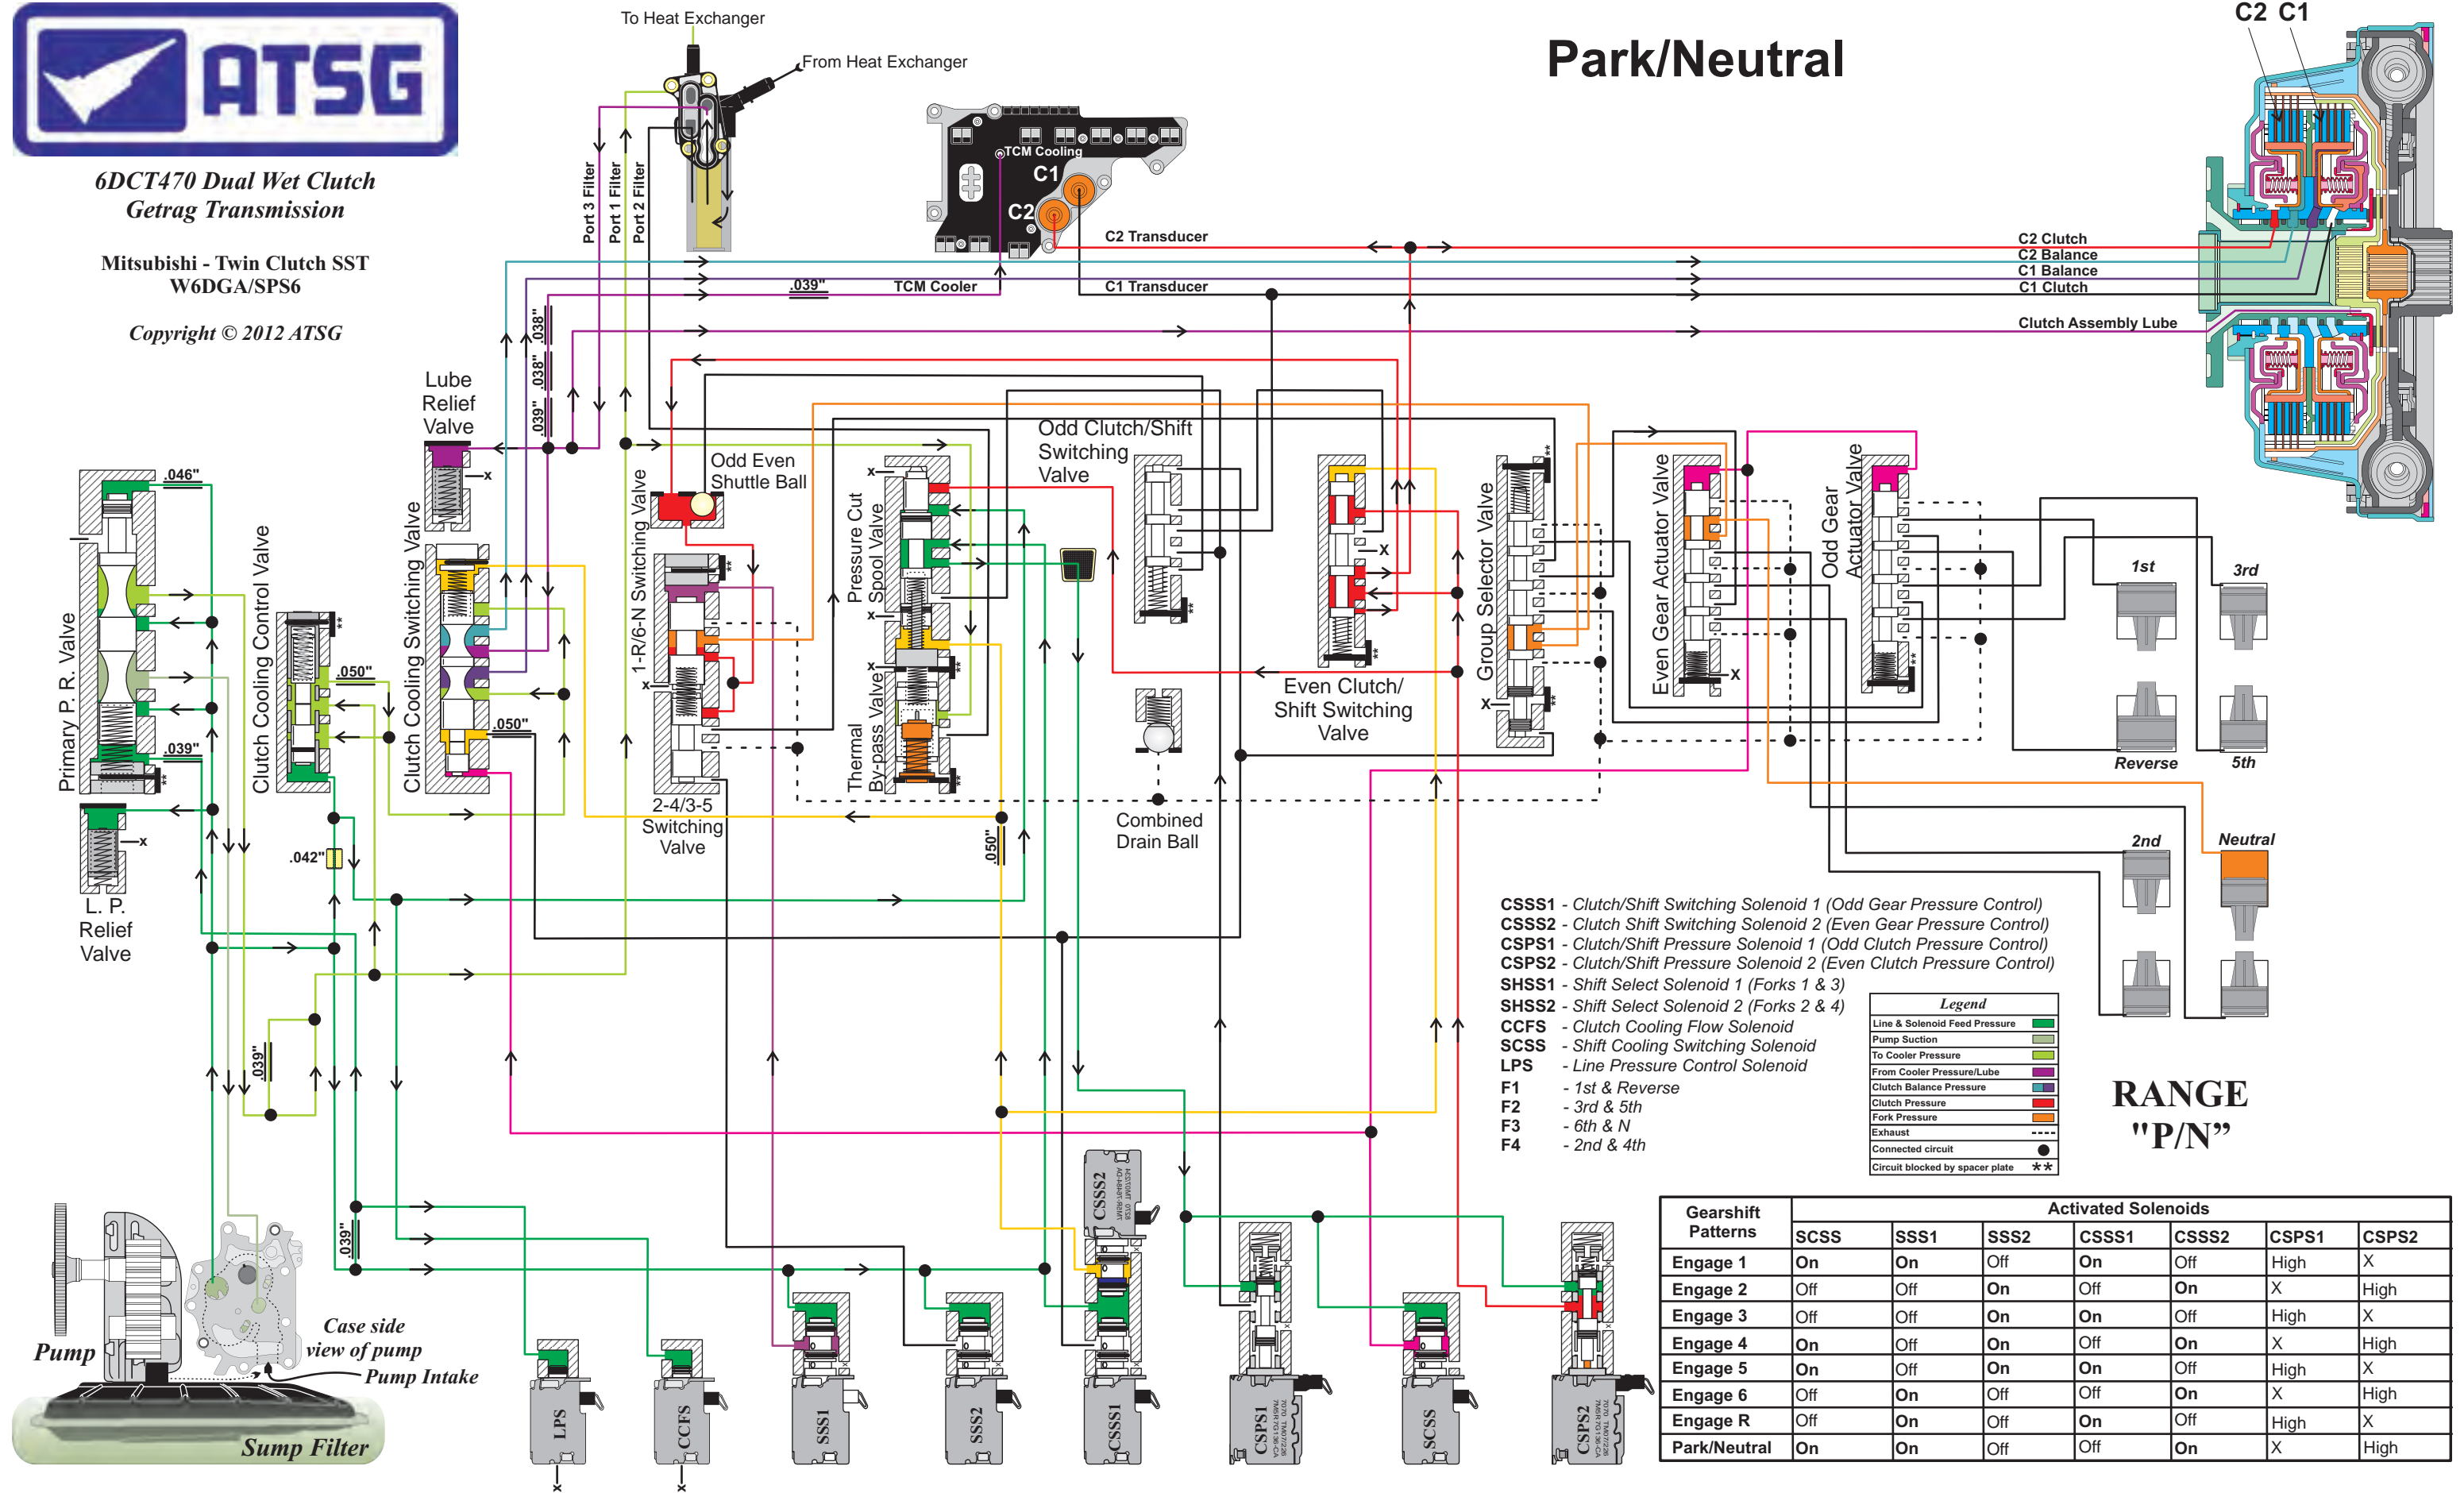 ATSG
6DCT470 Dual Wet Clutch
Getrag Transmission
Mitsubishi - Twin Clutch SST
W6DGA/SPS6
Copyright © 2012 ATSG
To Heat Exchanger
From Heat Exchanger
Park/Neutral
C2 C1
Port 3 Filter
Port 1 Filter
Port 2 Filter
TCM Cooling
C1
C2
C2 Transducer
C2 Clutch
C2 Balance
C1 Balance
.039"
TCM Cooler
C1 Transducer
C1 Clutch
Clutch Assembly Lube
.038"
.038"
.039"
Lube
Relief
Valve
x
Primary P. R. Valve
.046"
.039"
**
L. P.
Relief
Valve
x
Clutch Cooling Control Valve
**
.050"
.042"
Clutch Cooling Switching Valve
.050"
1-R/6-N Switching Valve
Odd Even
Shuttle Ball
**
x
2-4/3-5
Switching
Valve
Pressure Cut
Spool Valve
x
x
x
**
Thermal
By-pass Valve
**
.050"
Odd Clutch/Shift
Switching
Valve
**
Combined
Drain Ball
x
**
Even Clutch/
Shift Switching
Valve
Group Selector Valve
**
**
x
Even Gear Actuator Valve
x
Odd Gear
Actuator Valve
**
1st
3rd
Reverse
5th
2nd
Neutral
CSSS1 - Clutch/Shift Switching Solenoid 1 (Odd Gear Pressure Control)
CSSS2 - Clutch Shift Switching Solenoid 2 (Even Gear Pressure Control)
CSPS1 - Clutch/Shift Pressure Solenoid 1 (Odd Clutch Pressure Control)
CSPS2 - Clutch/Shift Pressure Solenoid 2 (Even Clutch Pressure Control)
SHSS1 - Shift Select Solenoid 1 (Forks 1 & 3)
SHSS2 - Shift Select Solenoid 2 (Forks 2 & 4)
CCFS - Clutch Cooling Flow Solenoid
SCSS - Shift Cooling Switching Solenoid
LPS - Line Pressure Control Solenoid
F1 - 1st & Reverse
F2 - 3rd & 5th
F3 - 6th & N
F4 - 2nd & 4th
Legend
Line & Solenoid Feed Pressure
Pump Suction
To Cooler Pressure
From Cooler Pressure/Lube
Clutch Balance Pressure
Clutch Pressure
Fork Pressure
Exhaust
Connected circuit
Circuit blocked by spacer plate **
RANGE
"P/N”
.039"
.039"
Pump
Case side
view of pump
Pump Intake
Sump Filter
LPS
x
CCFS
x
SSS1
SSS2
CSSS2
CSSS1
CSPS1
SCSS
CSPS2
Gearshift Patterns Activated Solenoids
SCSS SSS1 SSS2 CSSS1 CSSS2 CSPS1 CSPS2
Engage 1 On On Off On Off High X
Engage 2 Off Off On Off On X High
Engage 3 Off Off On On Off High X
Engage 4 On Off On Off On X High
Engage 5 On Off On On Off High X
Engage 6 Off On Off Off On X High
Engage R Off On Off On Off High X
Park/Neutral On On Off Off On X High